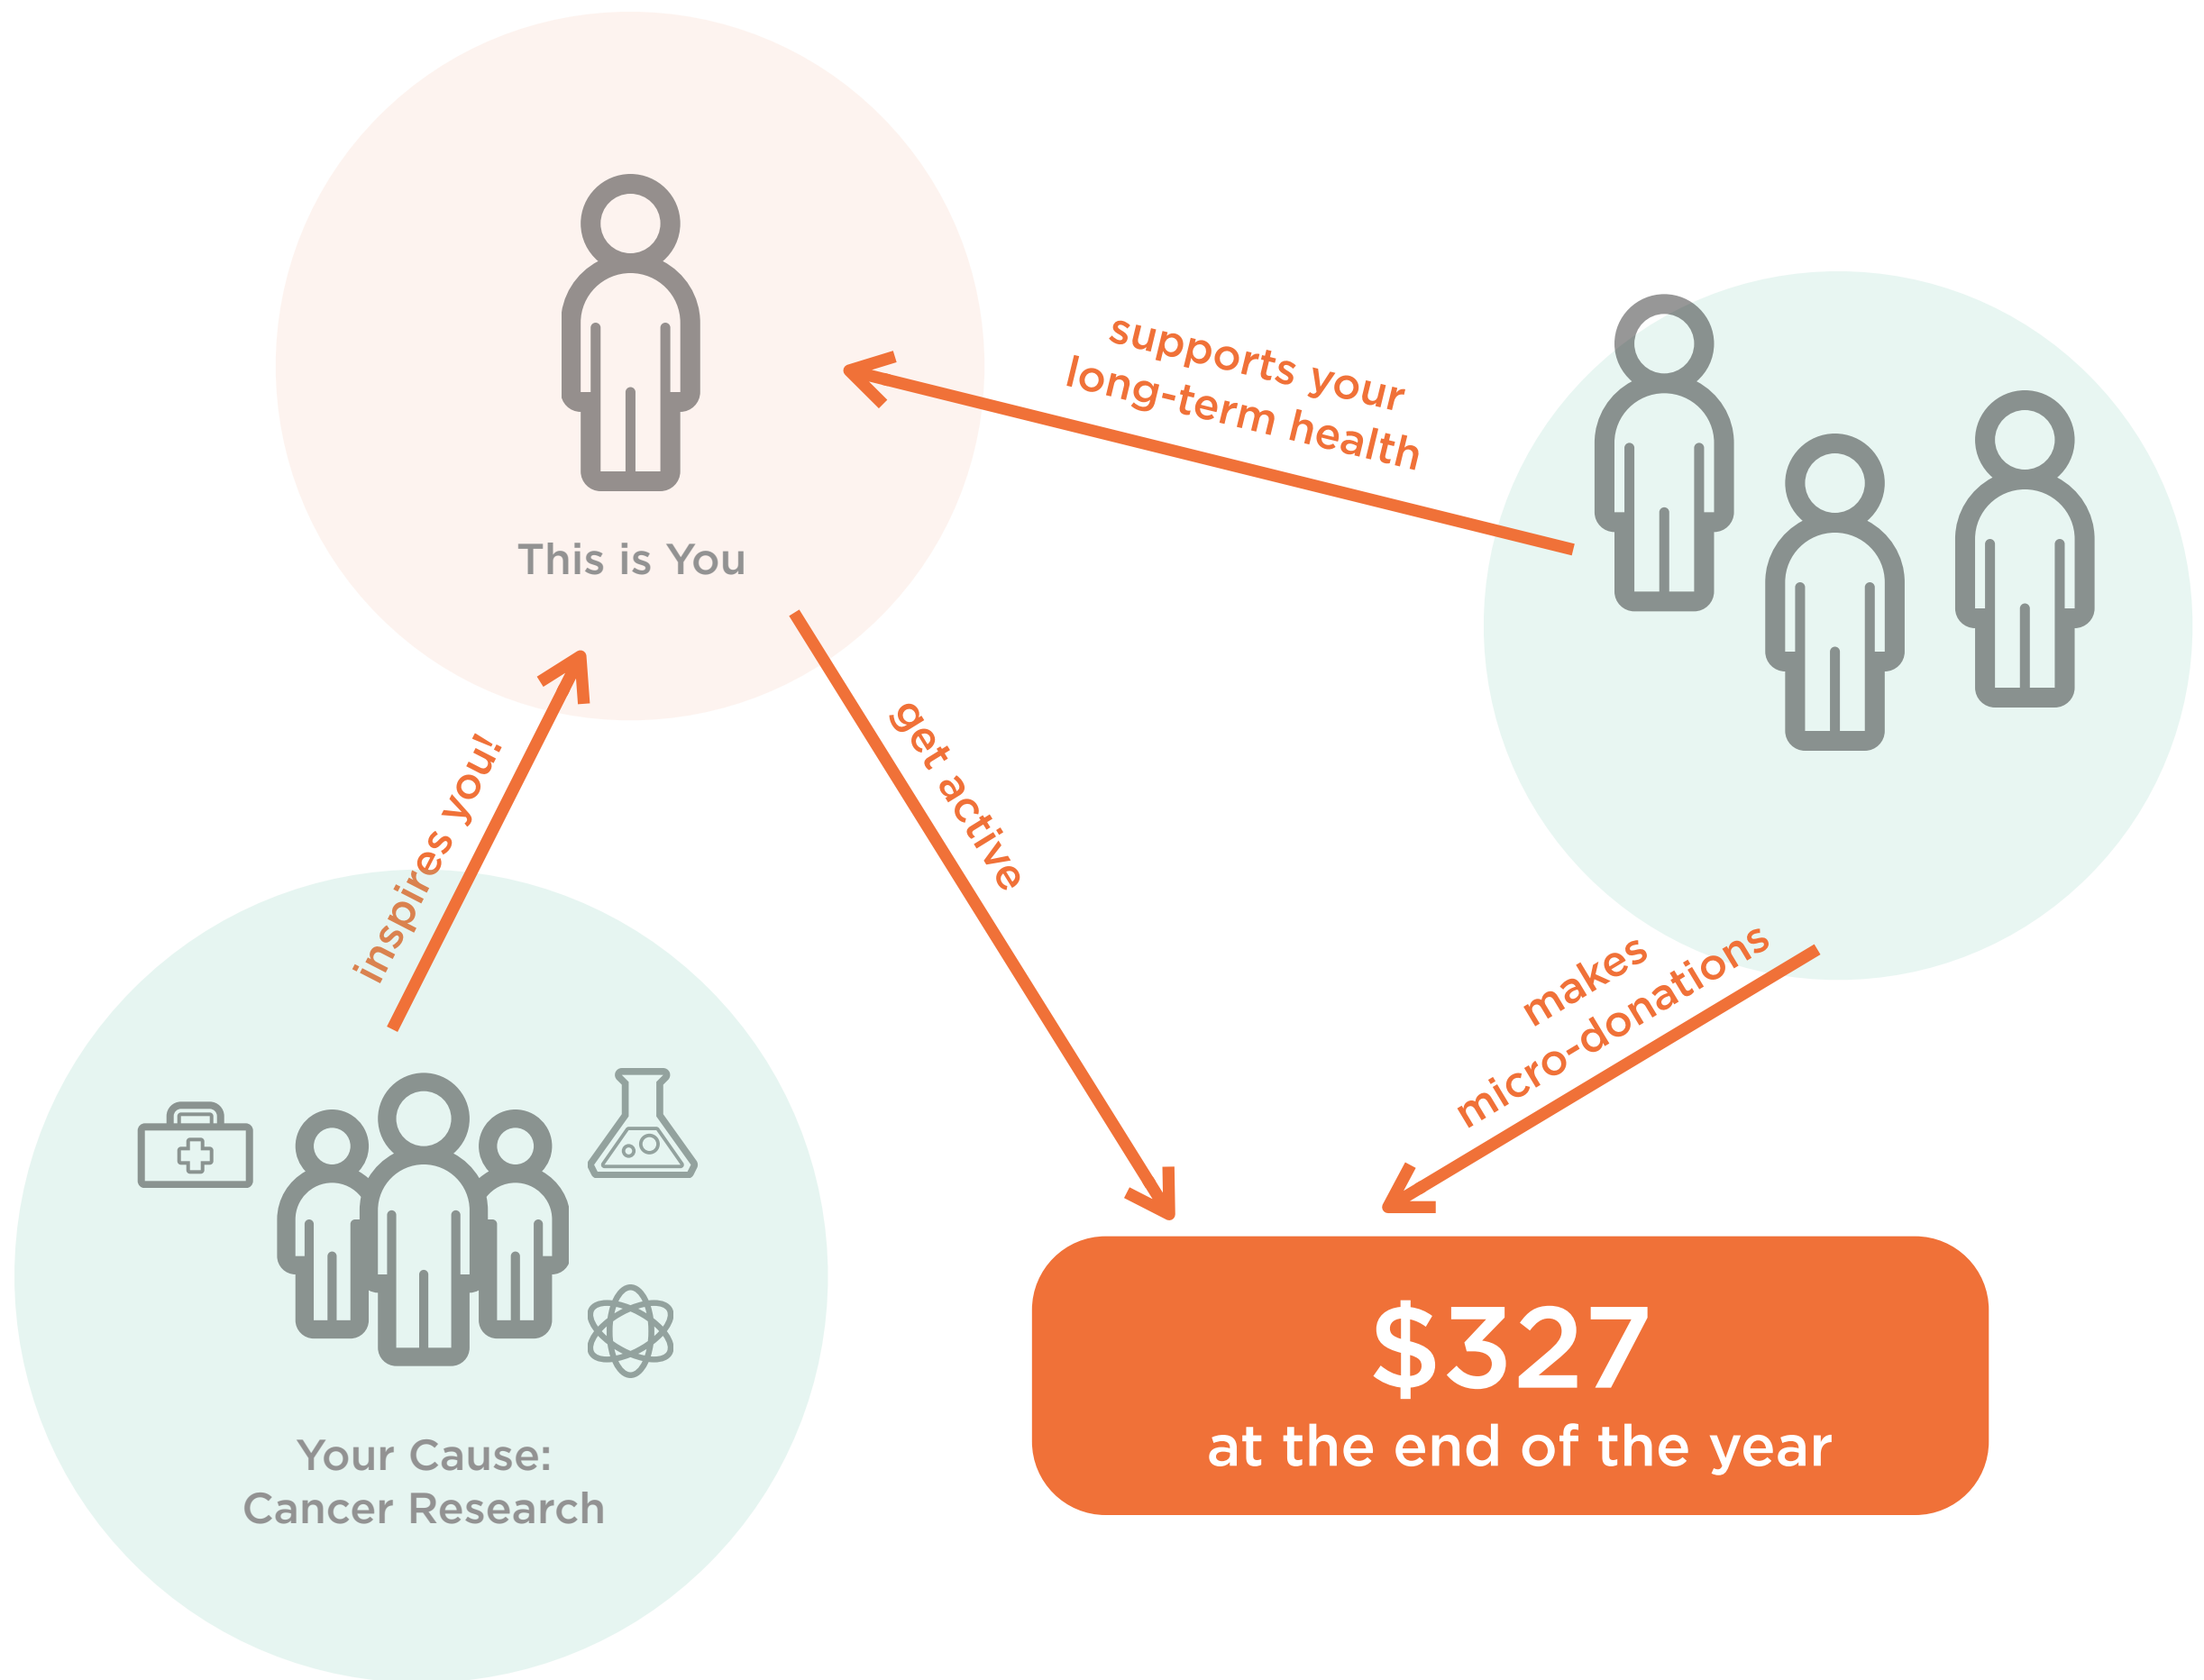 This is You
supports your
long-term health
inspires you!
get active
makes
micro-donations
Your Cause:
Cancer Research
$327
at the end of the year